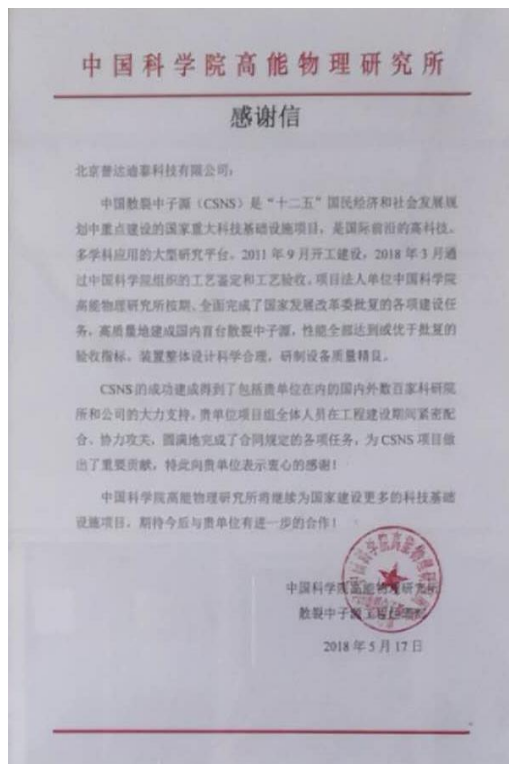 中国科学院高能物理研究所
感谢信
北京普达迪泰科技有限公司：
中国散裂中子源（CSNS）是“十二五”国民经济和社会发展规
划中重点建设的国家重大科技基础设施项目，是国际前沿的高科技、
多学科应用的大型研究平台。2011年9月开工建设，2018年3月通
过中国科学院组织的工艺鉴定和工艺验收。项目法人单位中国科学院
高能物理研究所按期、全面完成了国家发展改革委批复的各项建设任
务，高质量地建成国内首台散裂中子源，性能全部达到或优于批复的
验收指标。装置整体设计科学合理，研制设备质量精良。
CSNS的成功建成得到了包括贵单位在内的国内外数百家科研院
所和公司的大力支持。贵单位项目组全体人员在工程建设期间紧密配
合、协力攻关，圆满地完成了合同规定的各项任务，为CSNS项目做
出了重要贡献，特此向贵单位表示衷心的感谢！
中国科学院高能物理研究所将继续为国家建设更多的科技基础
设施项目，期待今后与贵单位有进一步的合作！
中国科学院高能物理研究所
散裂中子源工程
2018年5月17日